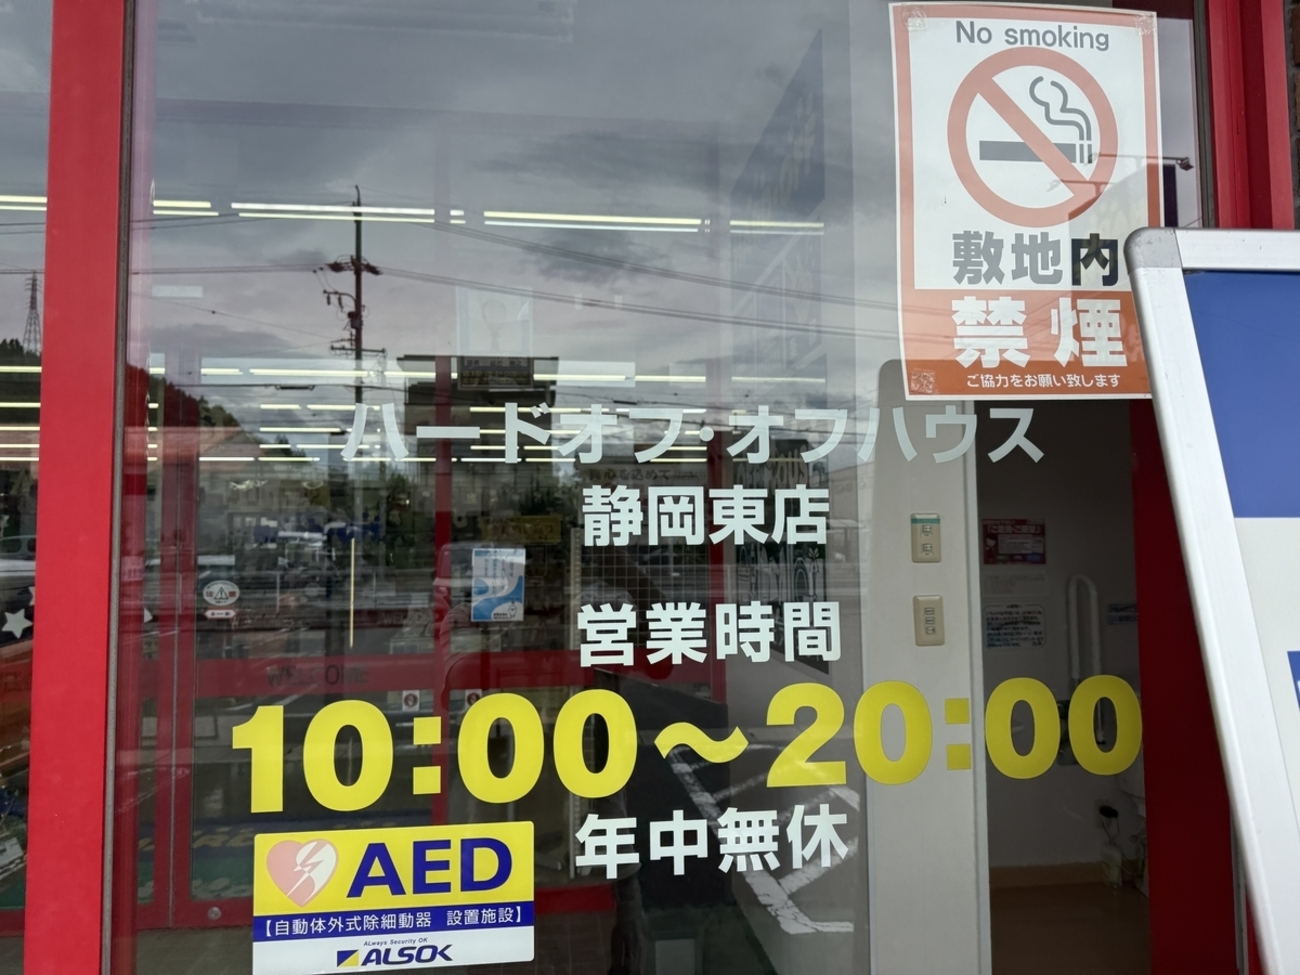 No smoking
敷地内
禁煙
ご協力をお願い致します
ハードオフ・オフハウス
静岡東店
営業時間
10:00～20:00
年中無休
AED
【自動体外式除細動器 設置施設】
ALways Security OK
ALSOK